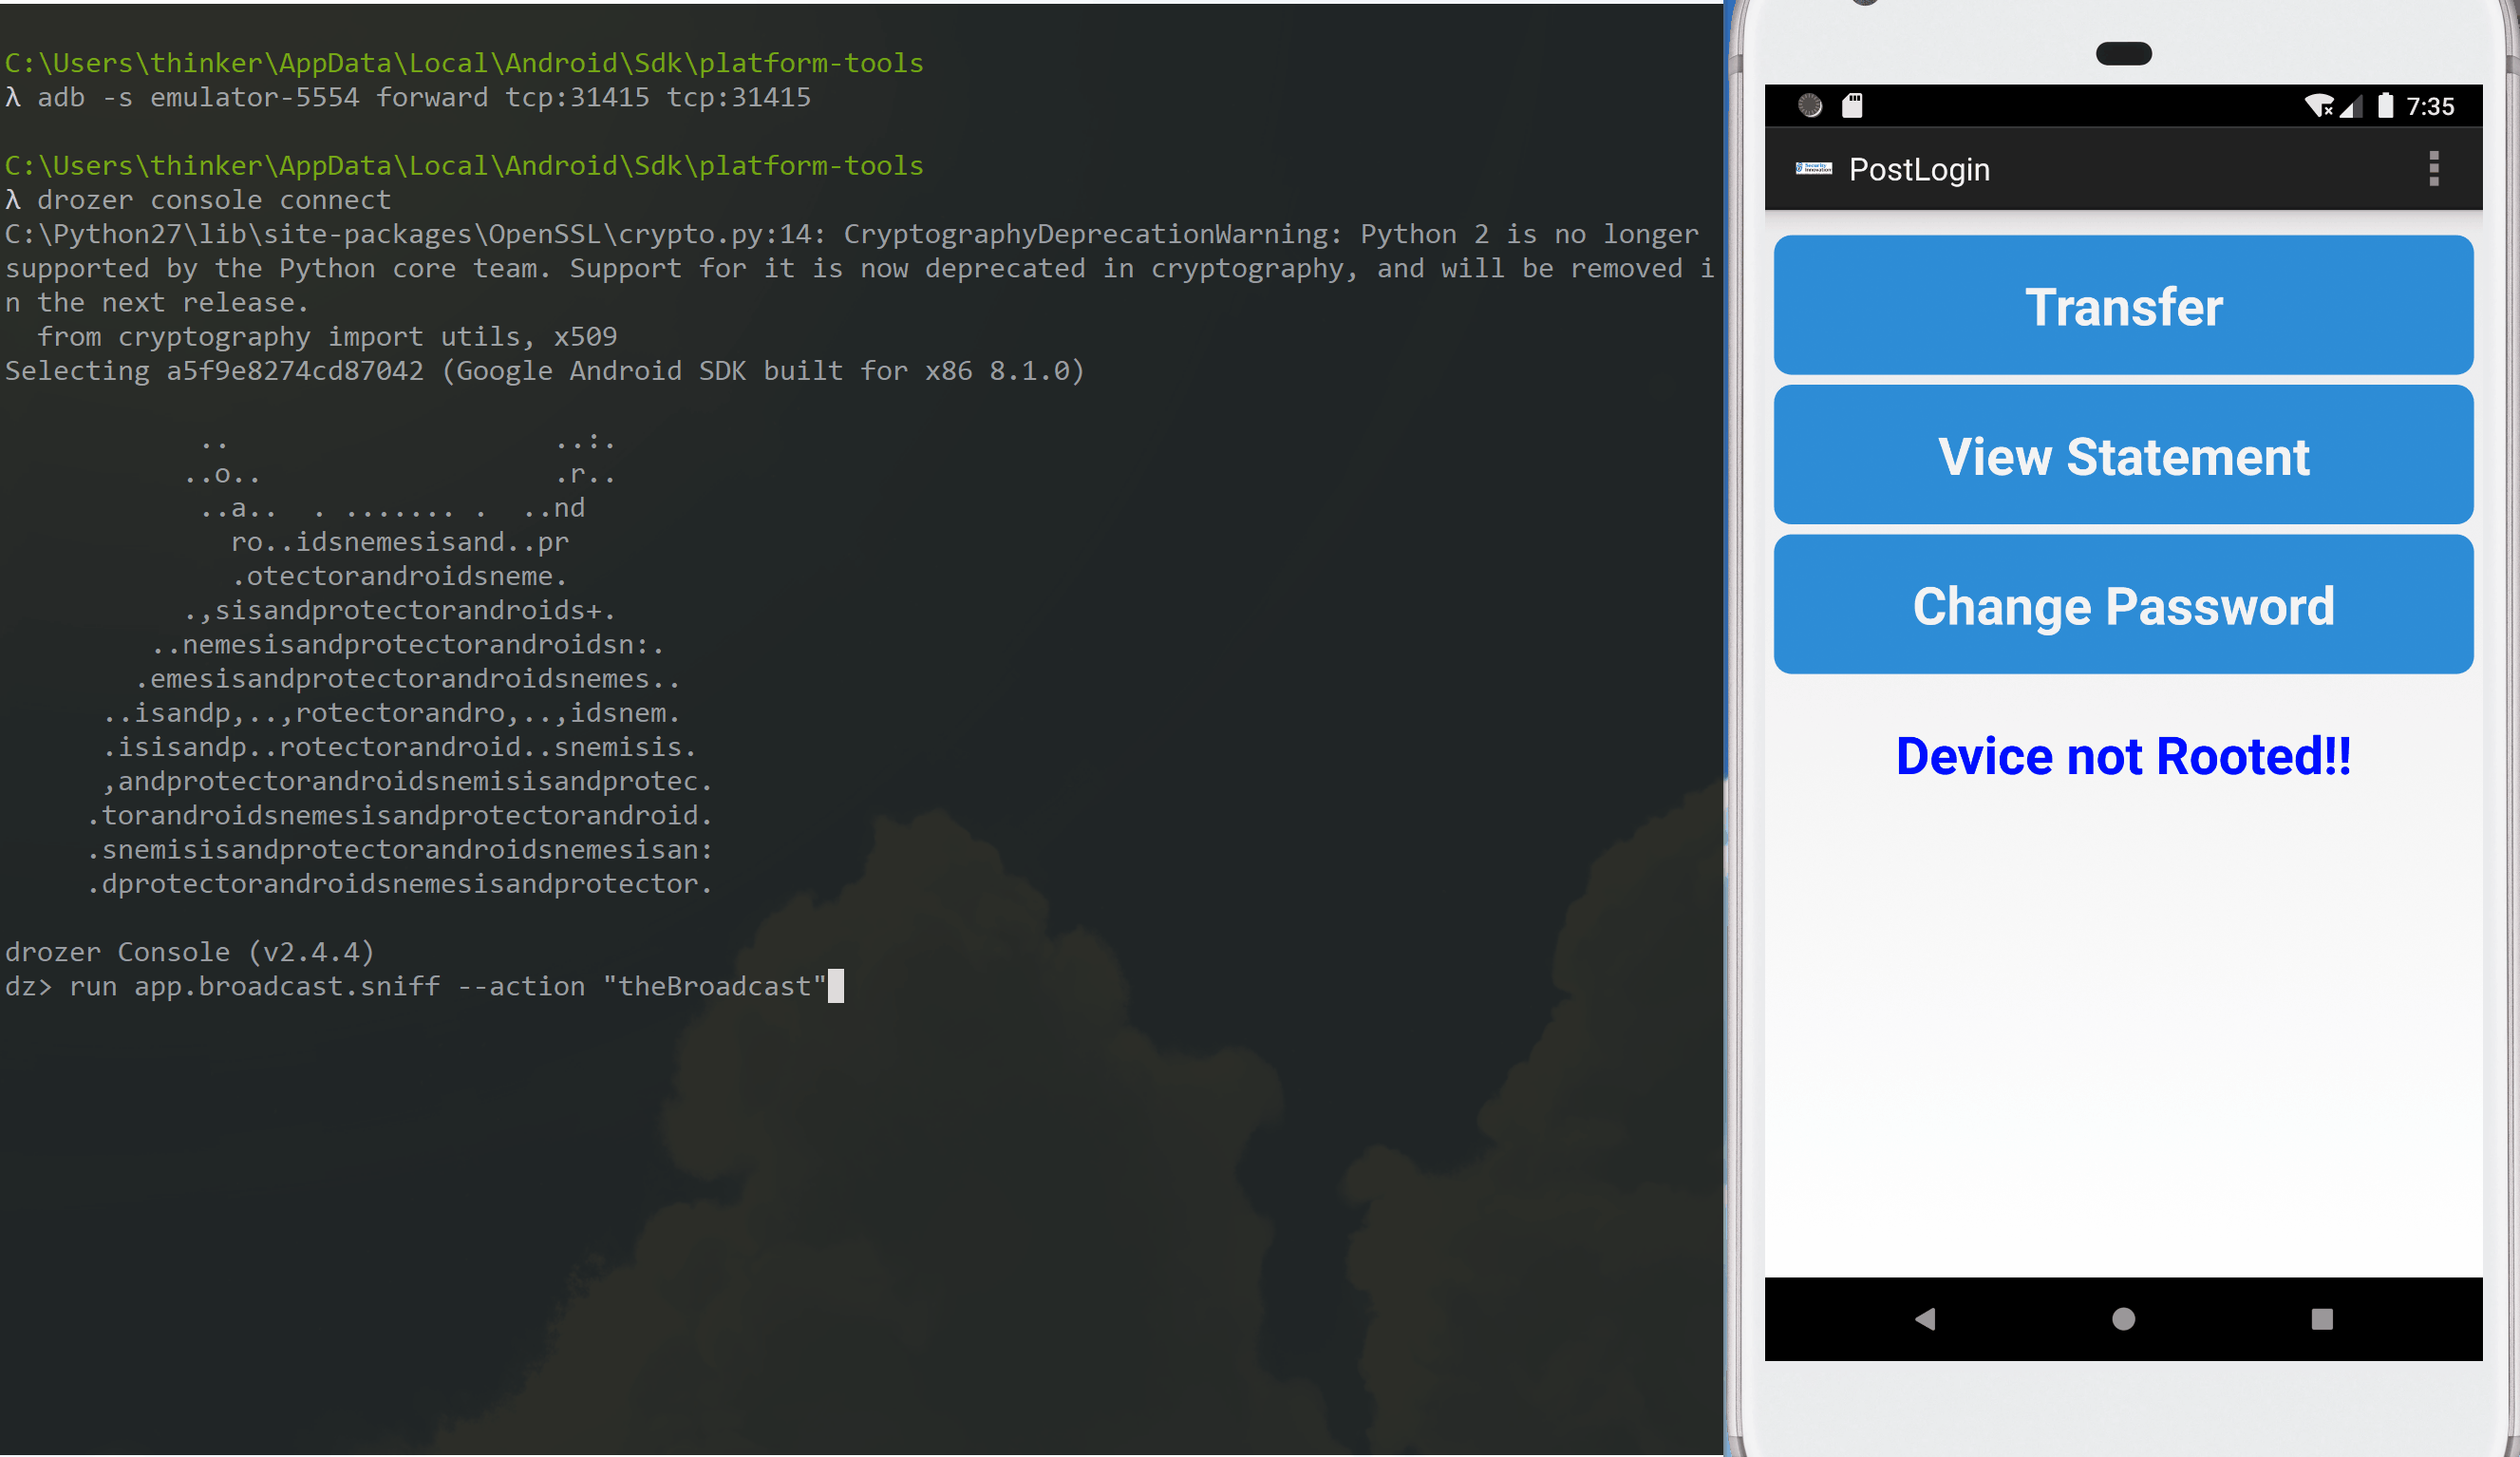 C:\Users\thinker\AppData\Local\Android\Sdk\platform-tools
λ adb -s emulator-5554 forward tcp:31415 tcp:31415
C:\Users\thinker\AppData\Local\Android\Sdk\platform-tools
λ drozer console connect
C:\Python27\lib\site-packages\OpenSSL\crypto.py:14: CryptographyDeprecationWarning: Python 2 is no longer
supported by the Python core team. Support for it is now deprecated in cryptography, and will be removed i
n the next release.
  from cryptography import utils, x509
Selecting a5f9e8274cd87042 (Google Android SDK built for x86 8.1.0)
            ..                    ..:.
           ..o..                  .r..
            ..a..  . ....... .  ..nd
              ro..idsnemesisand..pr
              .otectorandroidsneme.
           .,sisandprotectorandroids+.
         ..nemesisandprotectorandroidsn:.
        .emesisandprotectorandroidsnemes..
      ..isandp,..,rotectorandro,..,idsnem.
      .isisandp..rotectorandroid..snemisis.
      ,andprotectorandroidsnemisisandprotec.
     .torandroidsnemesisandprotectorandroid.
     .snemisisandprotectorandroidsnemesisan:
     .dprotectorandroidsnemesisandprotector.
drozer Console (v2.4.4)
dz> run app.broadcast.sniff --action "theBroadcast"
7:35
Security
Innovation
PostLogin
Transfer
View Statement
Change Password
Device not Rooted!!